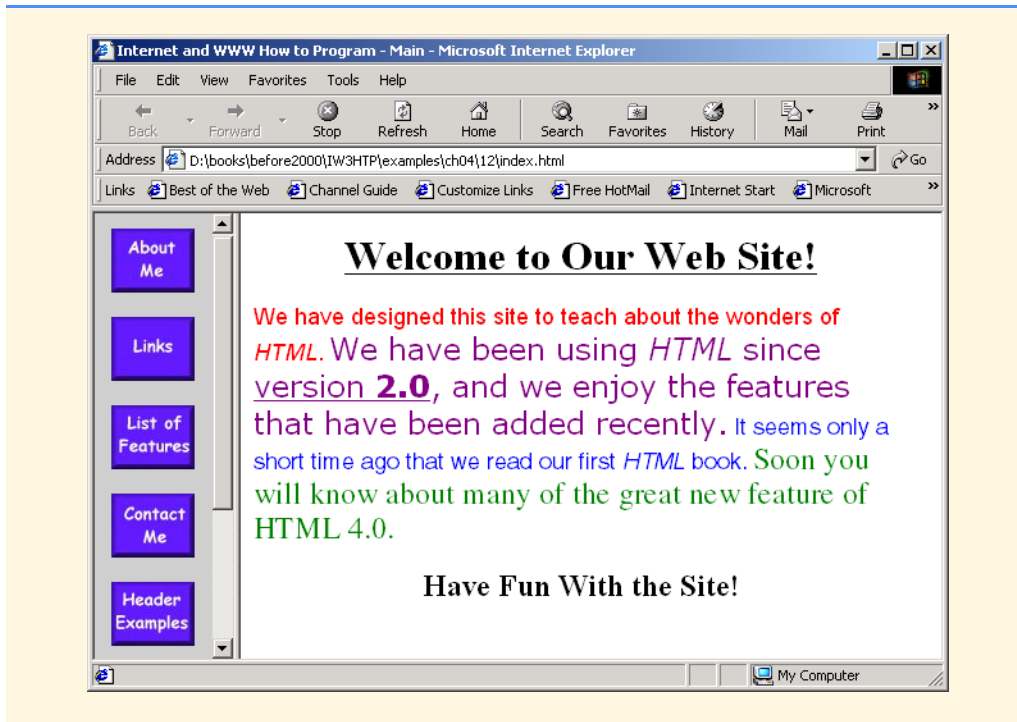 Internet and WWW How to Program - Main - Microsoft Internet Explorer
File Edit View Favorites Tools Help
Back Forward Stop Refresh Home Search Favorites History Mail Print »
Address D:\books\before2000\IW3HTP\examples\ch04\12\index.html Go
Links Best of the Web Channel Guide Customize Links Free HotMail Internet Start Microsoft »
About
Me
Links
List of
Features
Contact
Me
Header
Examples
Welcome to Our Web Site!
We have designed this site to teach about the wonders of
HTML. We have been using HTML since
version 2.0, and we enjoy the features
that have been added recently. It seems only a
short time ago that we read our first HTML book. Soon you
will know about many of the great new feature of
HTML 4.0.
Have Fun With the Site!
My Computer